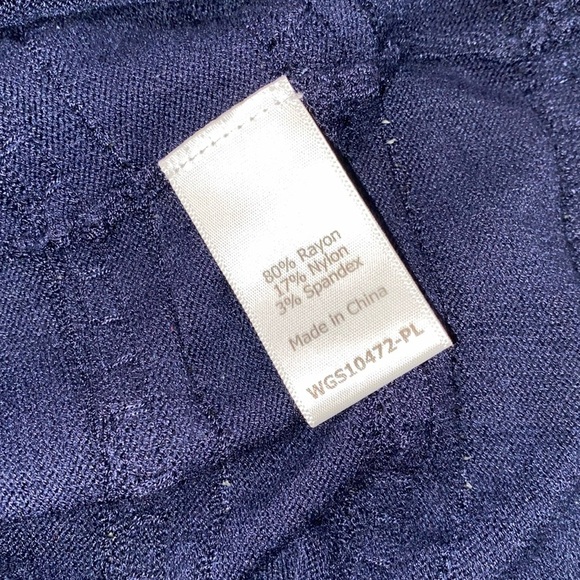 80% Rayon
17% Nylon
3% Spandex
Made in China
WGS10472-PL